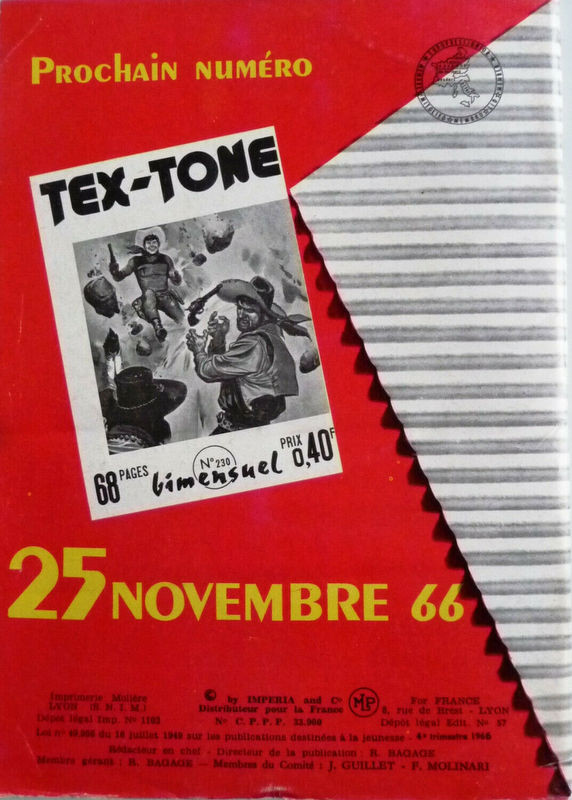 Prochain numéro
TEX-TONE
68 PAGES
N° 230
bimensuel
PRIX
0,40F
25 NOVEMBRE 66
Imprimerie Molière
LYON (S. N. I. M.)
Dépôt légal Imp. N° 1103
© by IMPERIA and C°
Distributeur pour la France
N° C. P. P. P. 33.000
MP
For FRANCE
8, rue de Brest - LYON
Dépôt légal Edit. N° 57
Loi n° 49.956 du 16 juillet 1949 sur les publications destinées à la jeunesse - 4e trimestre 1966
Rédacteur en chef - Directeur de la publication : R. BAGAGE
Membre gérant : R. BAGAGE — Membres du Comité : J. GUILLET - F. MOLINARI